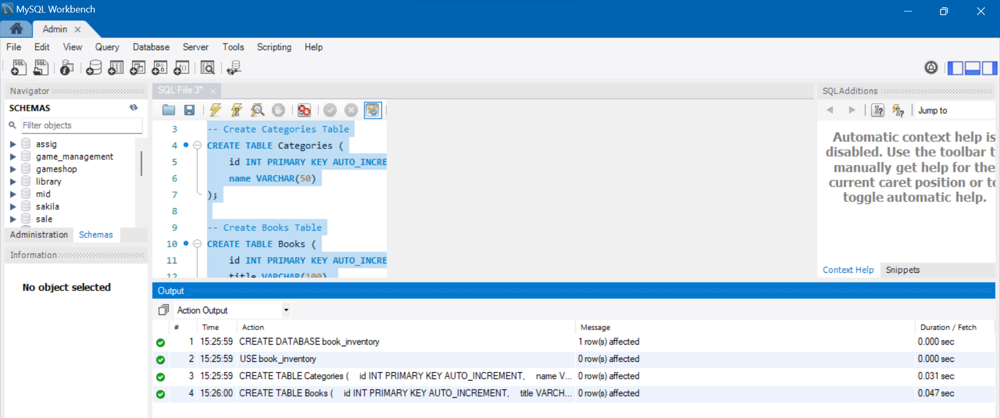 MySQL Workbench
Admin
File Edit View Query Database Server Tools Scripting Help
SQL SQL
Navigator
SCHEMAS
Filter objects
assig
game_management
gameshop
library
mid
sakila
sale
Administration Schemas
Information
No object selected
SQL File 3*
3 -- Create Categories Table
4 CREATE TABLE Categories (
5 id INT PRIMARY KEY AUTO_INCRE
6 name VARCHAR(50)
7 );
8
9 -- Create Books Table
10 CREATE TABLE Books (
11 id INT PRIMARY KEY AUTO_INCRE
12 title VARCHAR(100)
SQLAdditions
Jump to
Automatic context help is
disabled. Use the toolbar t
manually get help for the
current caret position or to
toggle automatic help.
Context Help Snippets
Output
Action Output
# Time Action Message Duration / Fetch
1 15:25:59 CREATE DATABASE book_inventory 1 row(s) affected 0.000 sec
2 15:25:59 USE book_inventory 0 row(s) affected 0.000 sec
3 15:25:59 CREATE TABLE Categories ( id INT PRIMARY KEY AUTO_INCREMENT, name V... 0 row(s) affected 0.031 sec
4 15:26:00 CREATE TABLE Books ( id INT PRIMARY KEY AUTO_INCREMENT, title VARCH... 0 row(s) affected 0.047 sec